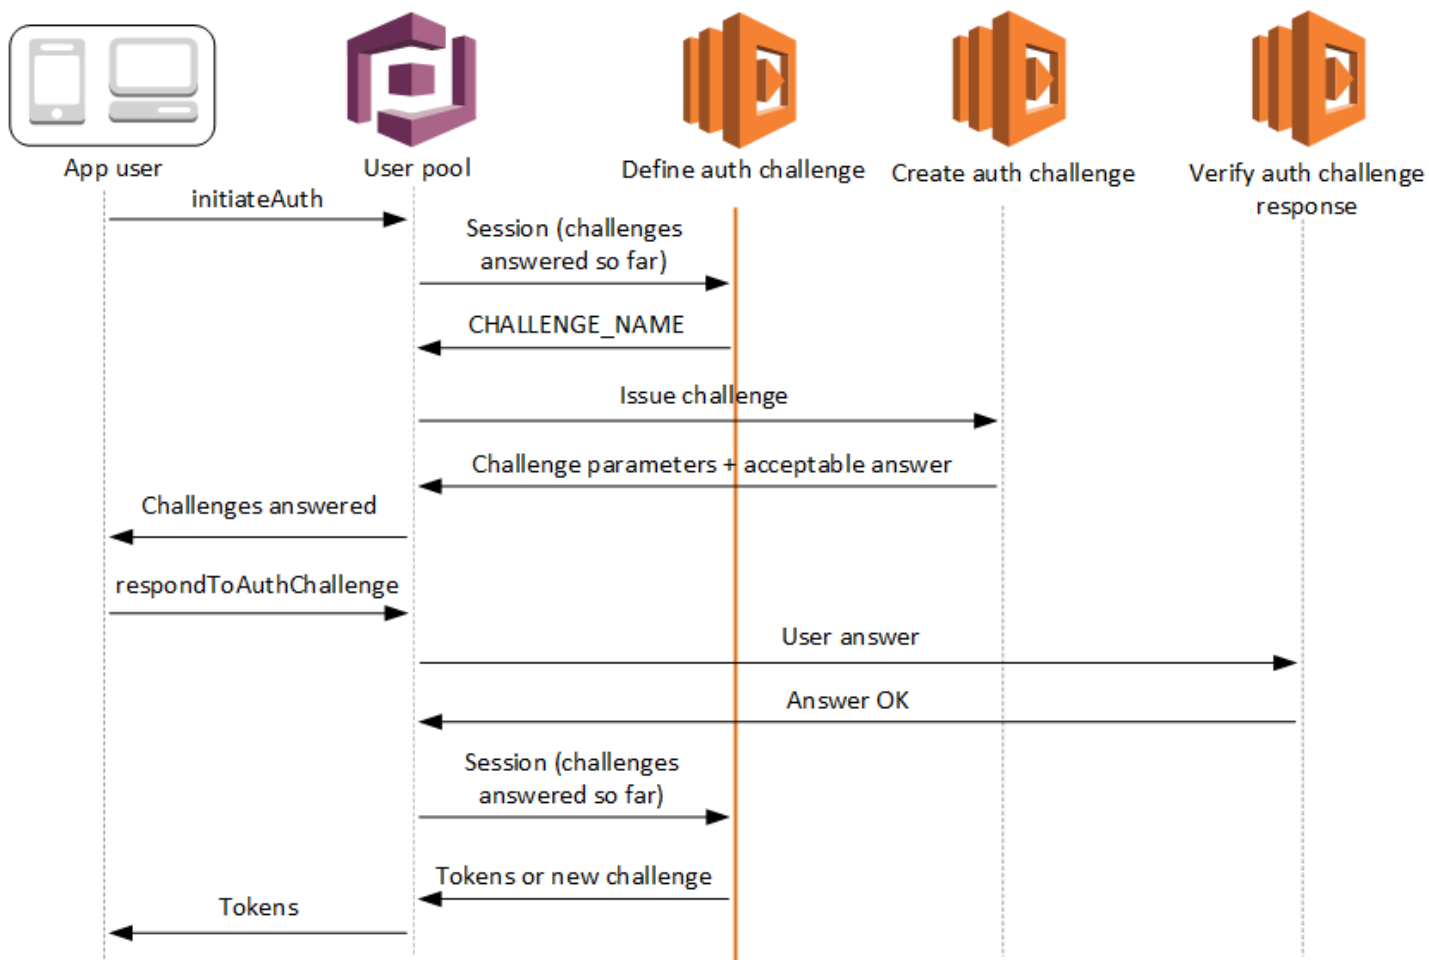 App user
User pool
Define auth challenge
Create auth challenge
Verify auth challenge
response
initiateAuth
Session (challenges
answered so far)
CHALLENGE_NAME
Issue challenge
Challenge parameters + acceptable answer
Challenges answered
respondToAuthChallenge
User answer
Answer OK
Session (challenges
answered so far)
Tokens or new challenge
Tokens